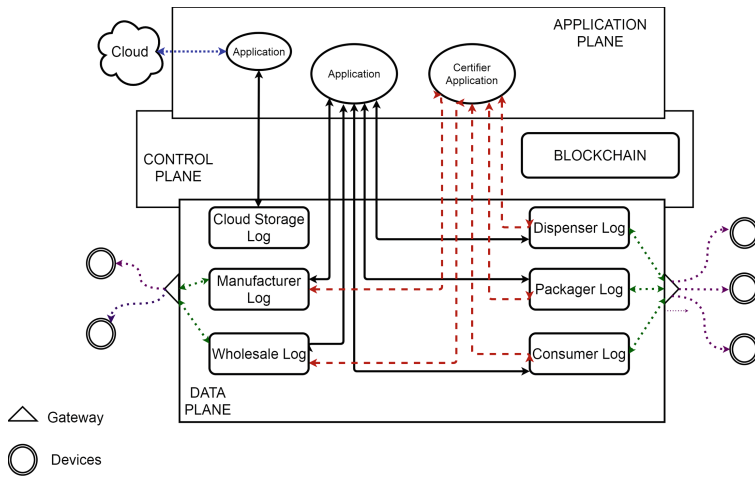 APPLICATION
PLANE
Cloud
Application
Application
Certifier
Application
CONTROL
PLANE
BLOCKCHAIN
Cloud Storage
Log
Dispenser Log
Manufacturer
Log
Packager Log
Wholesale Log
Consumer Log
DATA
PLANE
Gateway
Devices